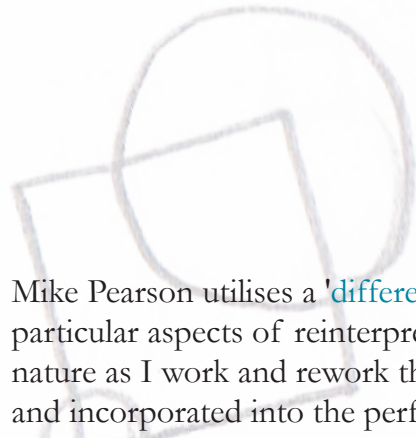 Mike Pearson utilises a 'differe
particular aspects of reinterpre
nature as I work and rework th
and incorporated into the perf